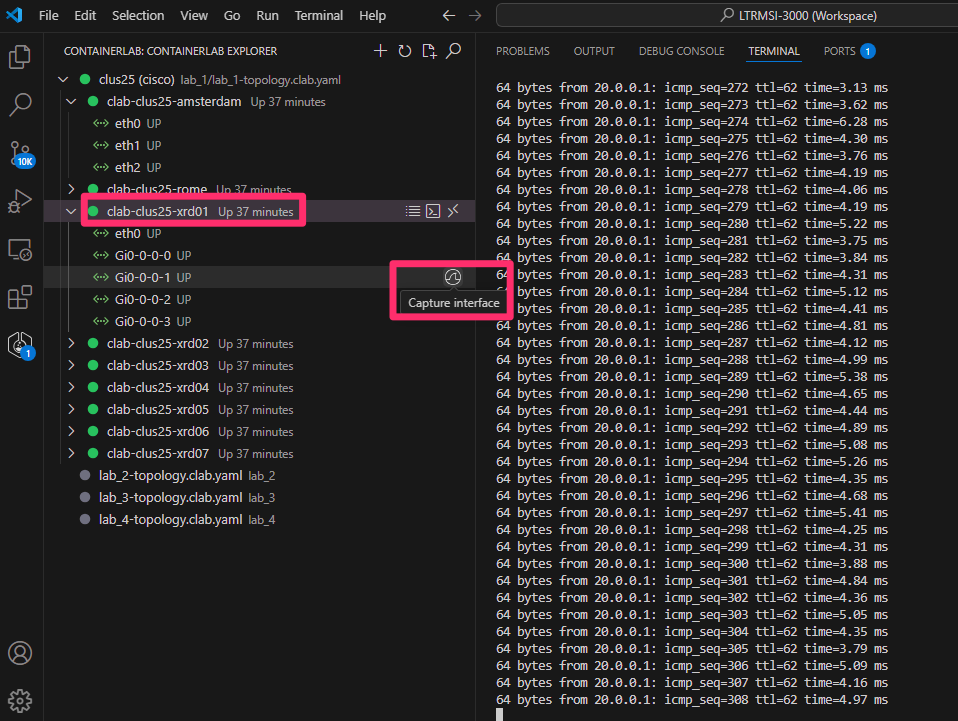 File Edit Selection View Go Run Terminal Help
LTRMSI-3000 (Workspace)
CONTAINERLAB: CONTAINERLAB EXPLORER
clus25 (cisco) lab_1/lab_1-topology.clab.yaml
clab-clus25-amsterdam Up 37 minutes
eth0 UP
eth1 UP
eth2 UP
clab-clus25-rome Up 37 minutes
clab-clus25-xrd01 Up 37 minutes
eth0 UP
Gi0-0-0-0 UP
Gi0-0-0-1 UP
Capture interface
Gi0-0-0-2 UP
Gi0-0-0-3 UP
clab-clus25-xrd02 Up 37 minutes
clab-clus25-xrd03 Up 37 minutes
clab-clus25-xrd04 Up 37 minutes
clab-clus25-xrd05 Up 37 minutes
clab-clus25-xrd06 Up 37 minutes
clab-clus25-xrd07 Up 37 minutes
lab_2-topology.clab.yaml lab_2
lab_3-topology.clab.yaml lab_3
lab_4-topology.clab.yaml lab_4
10K
1
PROBLEMS OUTPUT DEBUG CONSOLE TERMINAL PORTS 1
64 bytes from 20.0.0.1: icmp_seq=272 ttl=62 time=3.13 ms
64 bytes from 20.0.0.1: icmp_seq=273 ttl=62 time=3.62 ms
64 bytes from 20.0.0.1: icmp_seq=274 ttl=62 time=6.28 ms
64 bytes from 20.0.0.1: icmp_seq=275 ttl=62 time=4.30 ms
64 bytes from 20.0.0.1: icmp_seq=276 ttl=62 time=3.76 ms
64 bytes from 20.0.0.1: icmp_seq=277 ttl=62 time=4.19 ms
64 bytes from 20.0.0.1: icmp_seq=278 ttl=62 time=4.06 ms
64 bytes from 20.0.0.1: icmp_seq=279 ttl=62 time=4.19 ms
64 bytes from 20.0.0.1: icmp_seq=280 ttl=62 time=5.22 ms
64 bytes from 20.0.0.1: icmp_seq=281 ttl=62 time=3.75 ms
64 bytes from 20.0.0.1: icmp_seq=282 ttl=62 time=3.84 ms
64 bytes from 20.0.0.1: icmp_seq=283 ttl=62 time=4.31 ms
64 bytes from 20.0.0.1: icmp_seq=284 ttl=62 time=5.12 ms
64 bytes from 20.0.0.1: icmp_seq=285 ttl=62 time=4.41 ms
64 bytes from 20.0.0.1: icmp_seq=286 ttl=62 time=4.81 ms
64 bytes from 20.0.0.1: icmp_seq=287 ttl=62 time=4.12 ms
64 bytes from 20.0.0.1: icmp_seq=288 ttl=62 time=4.99 ms
64 bytes from 20.0.0.1: icmp_seq=289 ttl=62 time=5.38 ms
64 bytes from 20.0.0.1: icmp_seq=290 ttl=62 time=4.65 ms
64 bytes from 20.0.0.1: icmp_seq=291 ttl=62 time=4.44 ms
64 bytes from 20.0.0.1: icmp_seq=292 ttl=62 time=4.89 ms
64 bytes from 20.0.0.1: icmp_seq=293 ttl=62 time=5.08 ms
64 bytes from 20.0.0.1: icmp_seq=294 ttl=62 time=5.26 ms
64 bytes from 20.0.0.1: icmp_seq=295 ttl=62 time=4.35 ms
64 bytes from 20.0.0.1: icmp_seq=296 ttl=62 time=4.68 ms
64 bytes from 20.0.0.1: icmp_seq=297 ttl=62 time=5.41 ms
64 bytes from 20.0.0.1: icmp_seq=298 ttl=62 time=4.25 ms
64 bytes from 20.0.0.1: icmp_seq=299 ttl=62 time=4.31 ms
64 bytes from 20.0.0.1: icmp_seq=300 ttl=62 time=3.88 ms
64 bytes from 20.0.0.1: icmp_seq=301 ttl=62 time=4.84 ms
64 bytes from 20.0.0.1: icmp_seq=302 ttl=62 time=4.36 ms
64 bytes from 20.0.0.1: icmp_seq=303 ttl=62 time=5.05 ms
64 bytes from 20.0.0.1: icmp_seq=304 ttl=62 time=4.35 ms
64 bytes from 20.0.0.1: icmp_seq=305 ttl=62 time=3.79 ms
64 bytes from 20.0.0.1: icmp_seq=306 ttl=62 time=5.09 ms
64 bytes from 20.0.0.1: icmp_seq=307 ttl=62 time=4.16 ms
64 bytes from 20.0.0.1: icmp_seq=308 ttl=62 time=4.97 ms